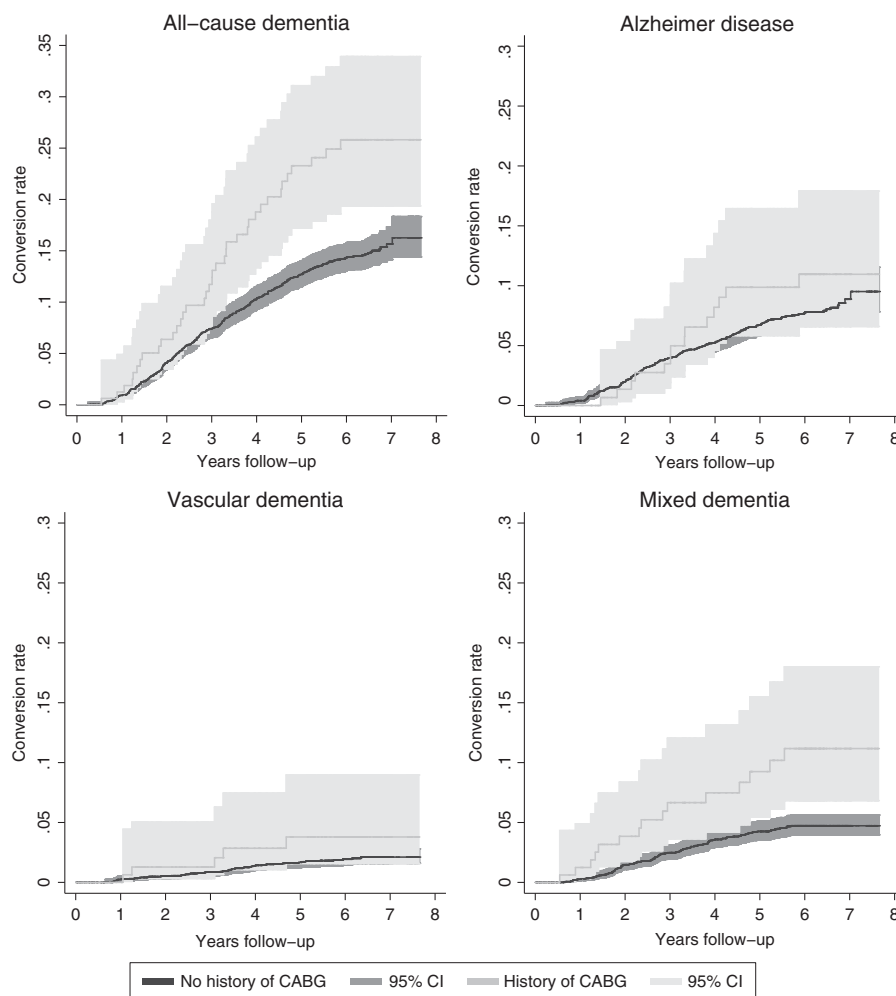 All−cause dementia
Conversion rate
.35
.3
.25
.2
.15
.1
.05
0
0 1 2 3 4 5 6 7 8
Years follow−up
Alzheimer disease
Conversion rate
.3
.25
.2
.15
.1
.05
0
0 1 2 3 4 5 6 7 8
Years follow−up
Vascular dementia
Conversion rate
.3
.25
.2
.15
.1
.05
0
0 1 2 3 4 5 6 7 8
Years follow−up
Mixed dementia
Conversion rate
.3
.25
.2
.15
.1
.05
0
0 1 2 3 4 5 6 7 8
Years follow−up
No history of CABG 95% CI History of CABG 95% CI